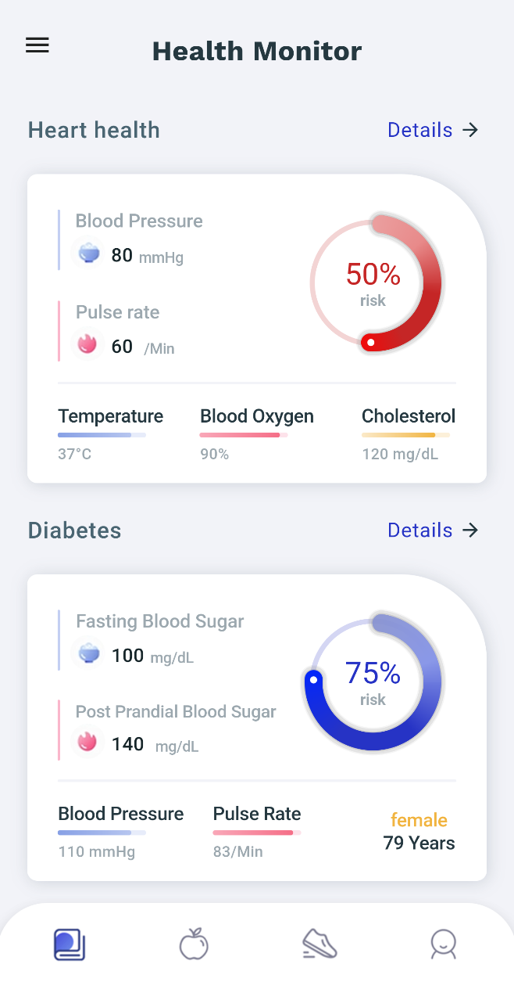 Health Monitor
Heart health
Details
Blood Pressure
80 mmHg
Pulse rate
60 /Min
50%
risk
Temperature
37°C
Blood Oxygen
90%
Cholesterol
120 mg/dL
Diabetes
Details
Fasting Blood Sugar
100 mg/dL
Post Prandial Blood Sugar
140 mg/dL
75%
risk
Blood Pressure
110 mmHg
Pulse Rate
83/Min
female
79 Years